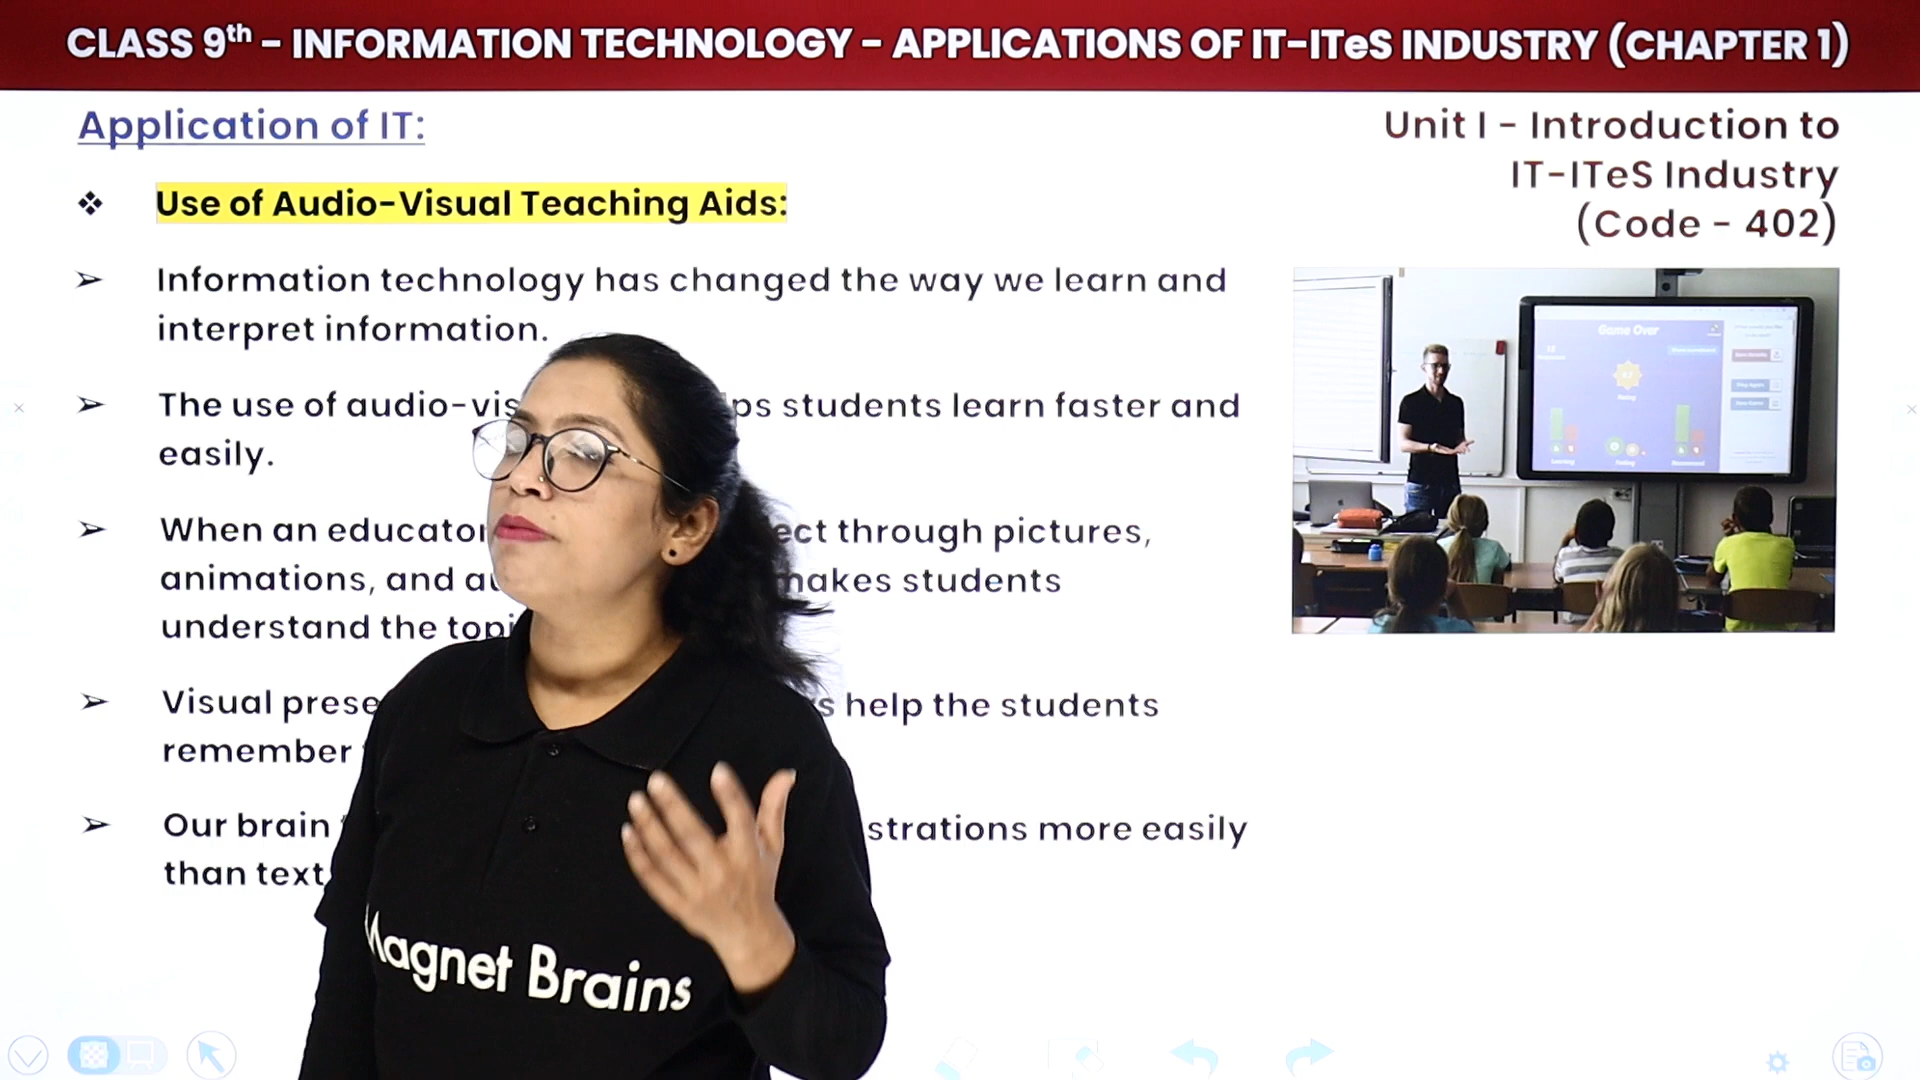 CLASS 9th – INFORMATION TECHNOLOGY – APPLICATIONS OF IT-ITeS INDUSTRY (CHAPTER 1)
Application of IT:
Unit I – Introduction to
IT-ITeS Industry
(Code – 402)
❖ Use of Audio-Visual Teaching Aids:
➢ Information technology has changed the way we learn and
interpret information.
➢ The use of audio-vis ps students learn faster and
easily.
➢ When an educator ect through pictures,
animations, and au makes students
understand the topi
➢ Visual prese s help the students
remember
➢ Our brain strations more easily
than text
Game Over
Magnet Brains